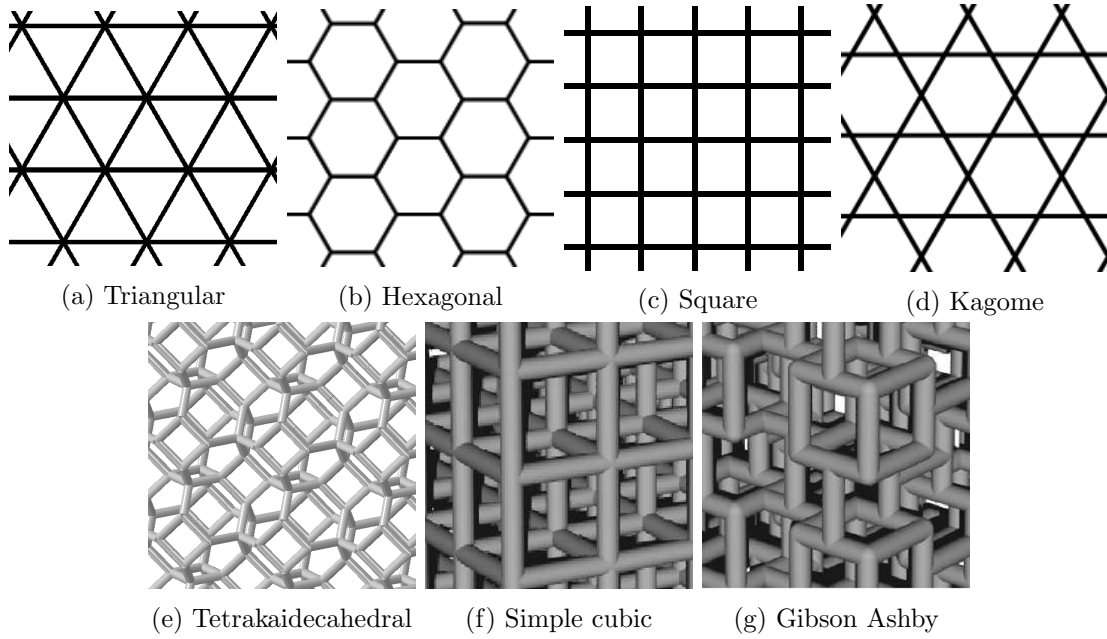 (a) Triangular
(b) Hexagonal
(c) Square
(d) Kagome
(e) Tetrakaidecahedral
(f) Simple cubic
(g) Gibson Ashby